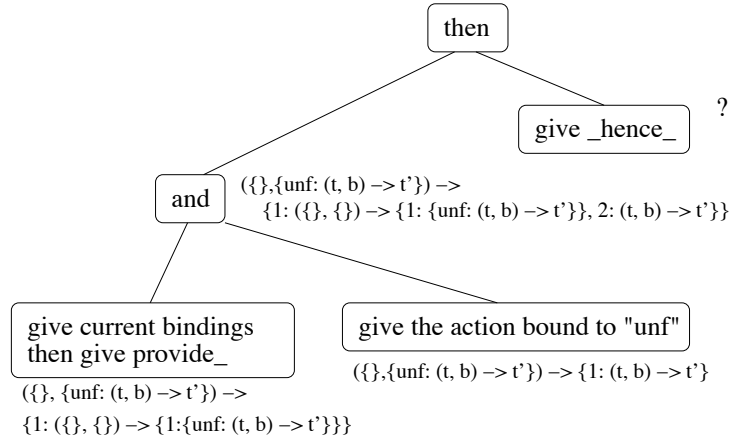 then
give _hence_
?
and
({},{unf: (t, b) –> t’}) –>
{1: ({}, {}) –> {1: {unf: (t, b) –> t’}}, 2: (t, b) –> t’}}
give current bindings
then give provide_
give the action bound to "unf"
({}, {unf: (t, b) –> t’}) –>
{1: ({}, {}) –> {1:{unf: (t, b) –> t’}}}
({},{unf: (t, b) –> t’}) –> {1: (t, b) –> t’}